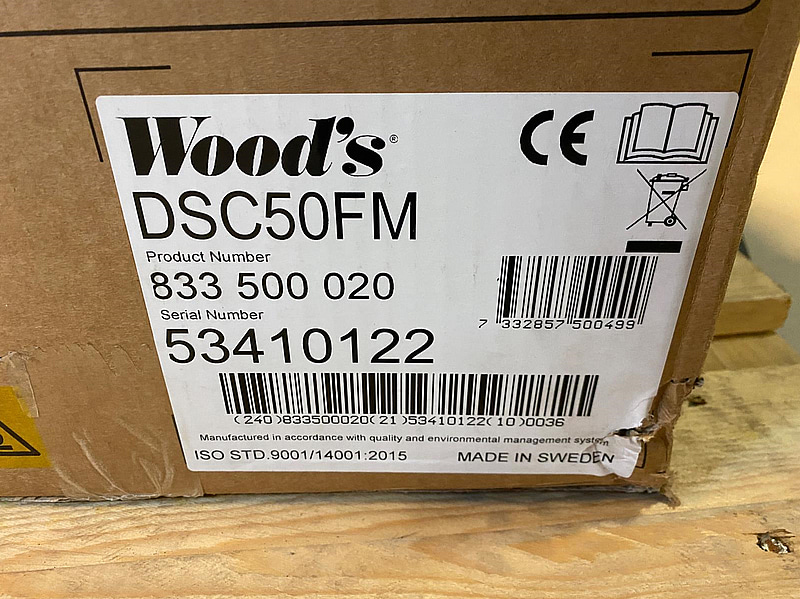 Wood's®
CE
DSC50FM
Product Number
833 500 020
Serial Number
53410122
7 332857 500499
(240)833500020(21)53410122(10)0036
Manufactured in accordance with quality and environmental management system
ISO STD.9001/14001:2015 MADE IN SWEDEN